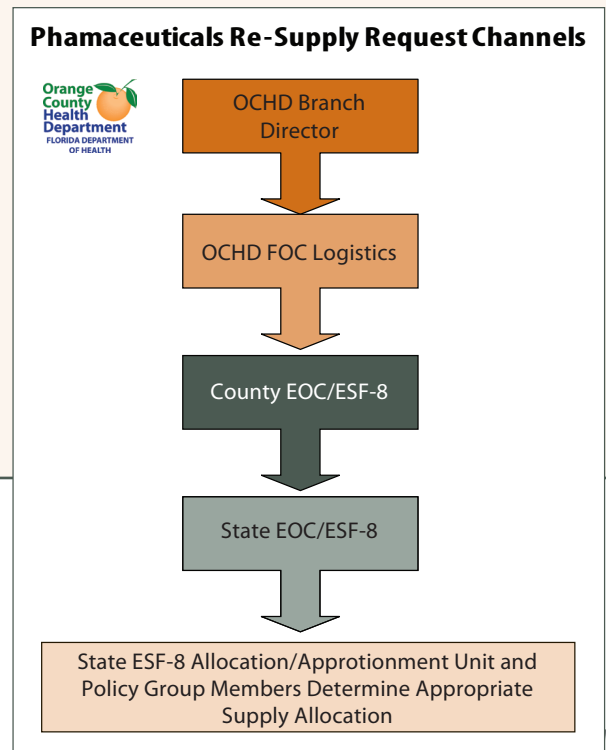 Phamaceuticals Re-Supply Request Channels
Orange
County
Health
Department
FLORIDA DEPARTMENT
OF HEALTH
OCHD Branch
Director
OCHD FOC Logistics
County EOC/ESF-8
State EOC/ESF-8
State ESF-8 Allocation/Approtionment Unit and
Policy Group Members Determine Appropriate
Supply Allocation